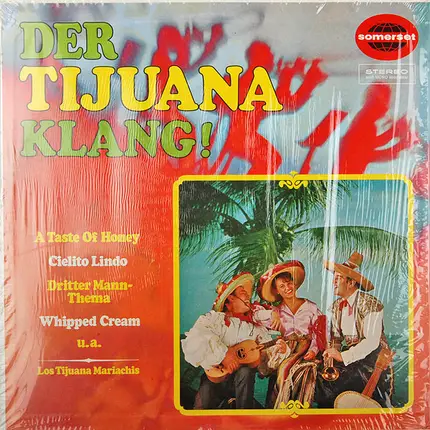 DER
TIJUANA
KLANG!
somerset
STEREO
A Taste Of Honey
Cielito Lindo
Dritter Mann-
Thema
Whipped Cream
u.a.
Los Tijuana Mariachis